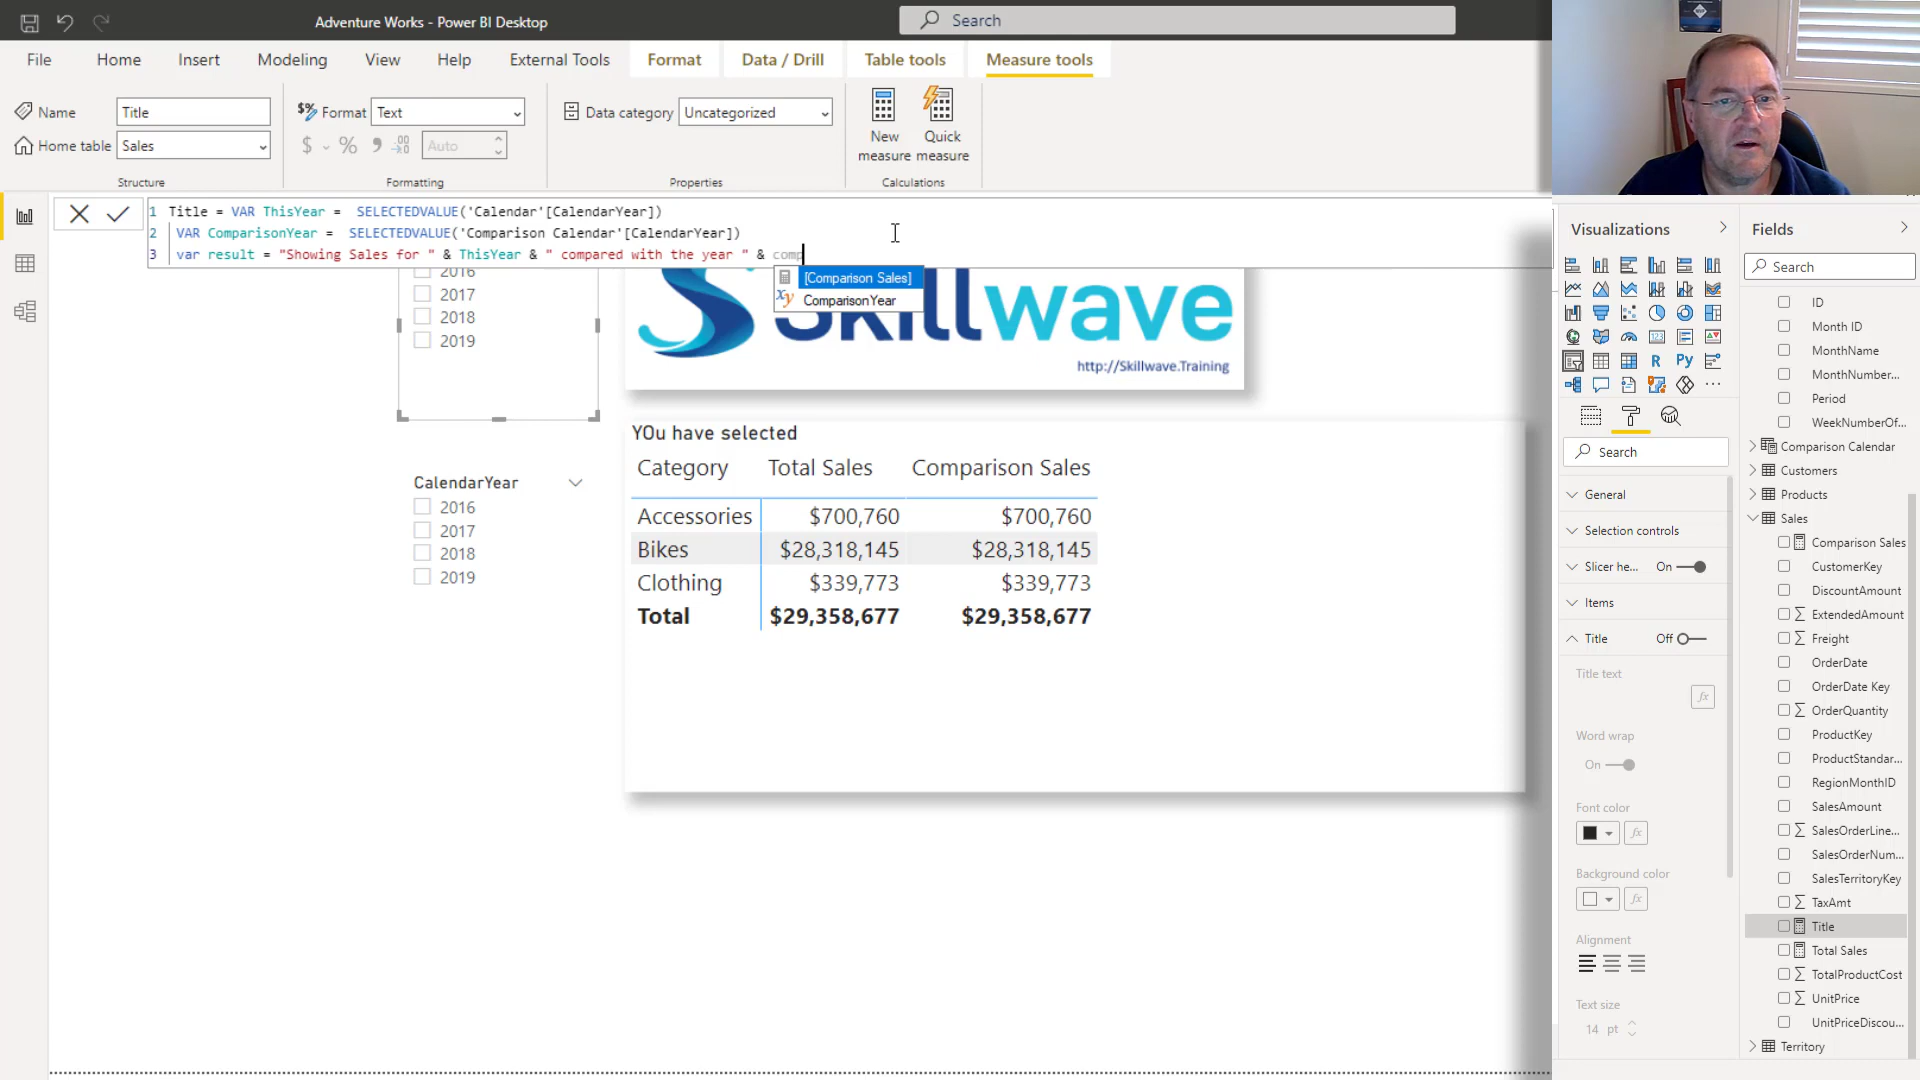 Adventure Works - Power BI Desktop
Search
File Home Insert Modeling View Help External Tools Format Data / Drill Table tools Measure tools
Name Title
Home table Sales
Structure
$% Format Text
$ % Auto
Formatting
Data category Uncategorized
Properties
New measure
Quick measure
Calculations
1 Title = VAR ThisYear = SELECTEDVALUE('Calendar'[CalendarYear])
2 VAR ComparisonYear = SELECTEDVALUE('Comparison Calendar'[CalendarYear])
3 var result = "Showing Sales for " & ThisYear & " compared with the year " & comp
[Comparison Sales]
ComparisonYear
2016
2017
2018
2019
Skillwave
http://Skillwave.Training
CalendarYear
2016
2017
2018
2019
YOu have selected
Category Total Sales Comparison Sales
Accessories $700,760 $700,760
Bikes $28,318,145 $28,318,145
Clothing $339,773 $339,773
Total $29,358,677 $29,358,677
Visualizations
R Py
Search
General
Selection controls
Slicer he... On
Items
Title Off
Title text
fx
Word wrap
On
Font color
fx
Background color
fx
Alignment
Text size
14 pt
Fields
Search
ID
Month ID
MonthName
MonthNumber...
Period
WeekNumberOf...
Comparison Calendar
Customers
Products
Sales
Comparison Sales
CustomerKey
DiscountAmount
ExtendedAmount
Freight
OrderDate
OrderDate Key
OrderQuantity
ProductKey
ProductStandar...
RegionMonthID
SalesAmount
SalesOrderLine...
SalesOrderNum...
SalesTerritoryKey
TaxAmt
Title
Total Sales
TotalProductCost
UnitPrice
UnitPriceDiscou...
Territory